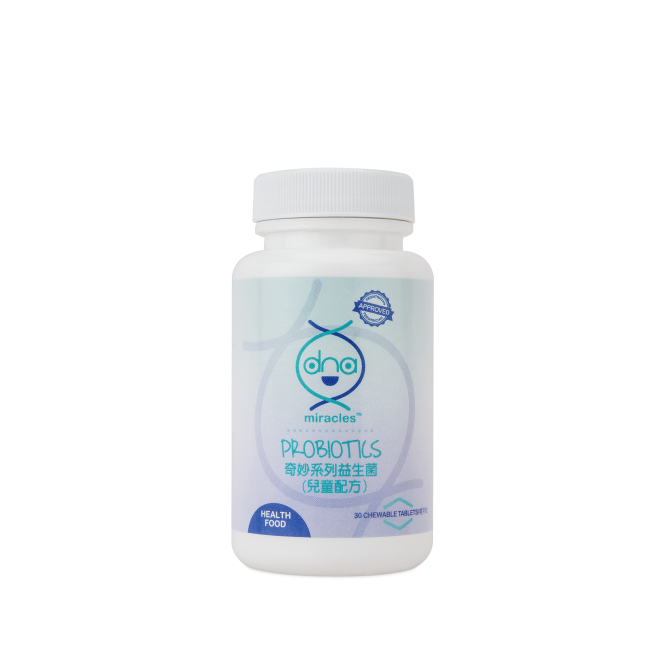 APPROVED
dna
miracles™
PROBIOTICS
奇妙系列益生菌
(兒童配方)
HEALTH
FOOD
30 CHEWABLE TABLETS